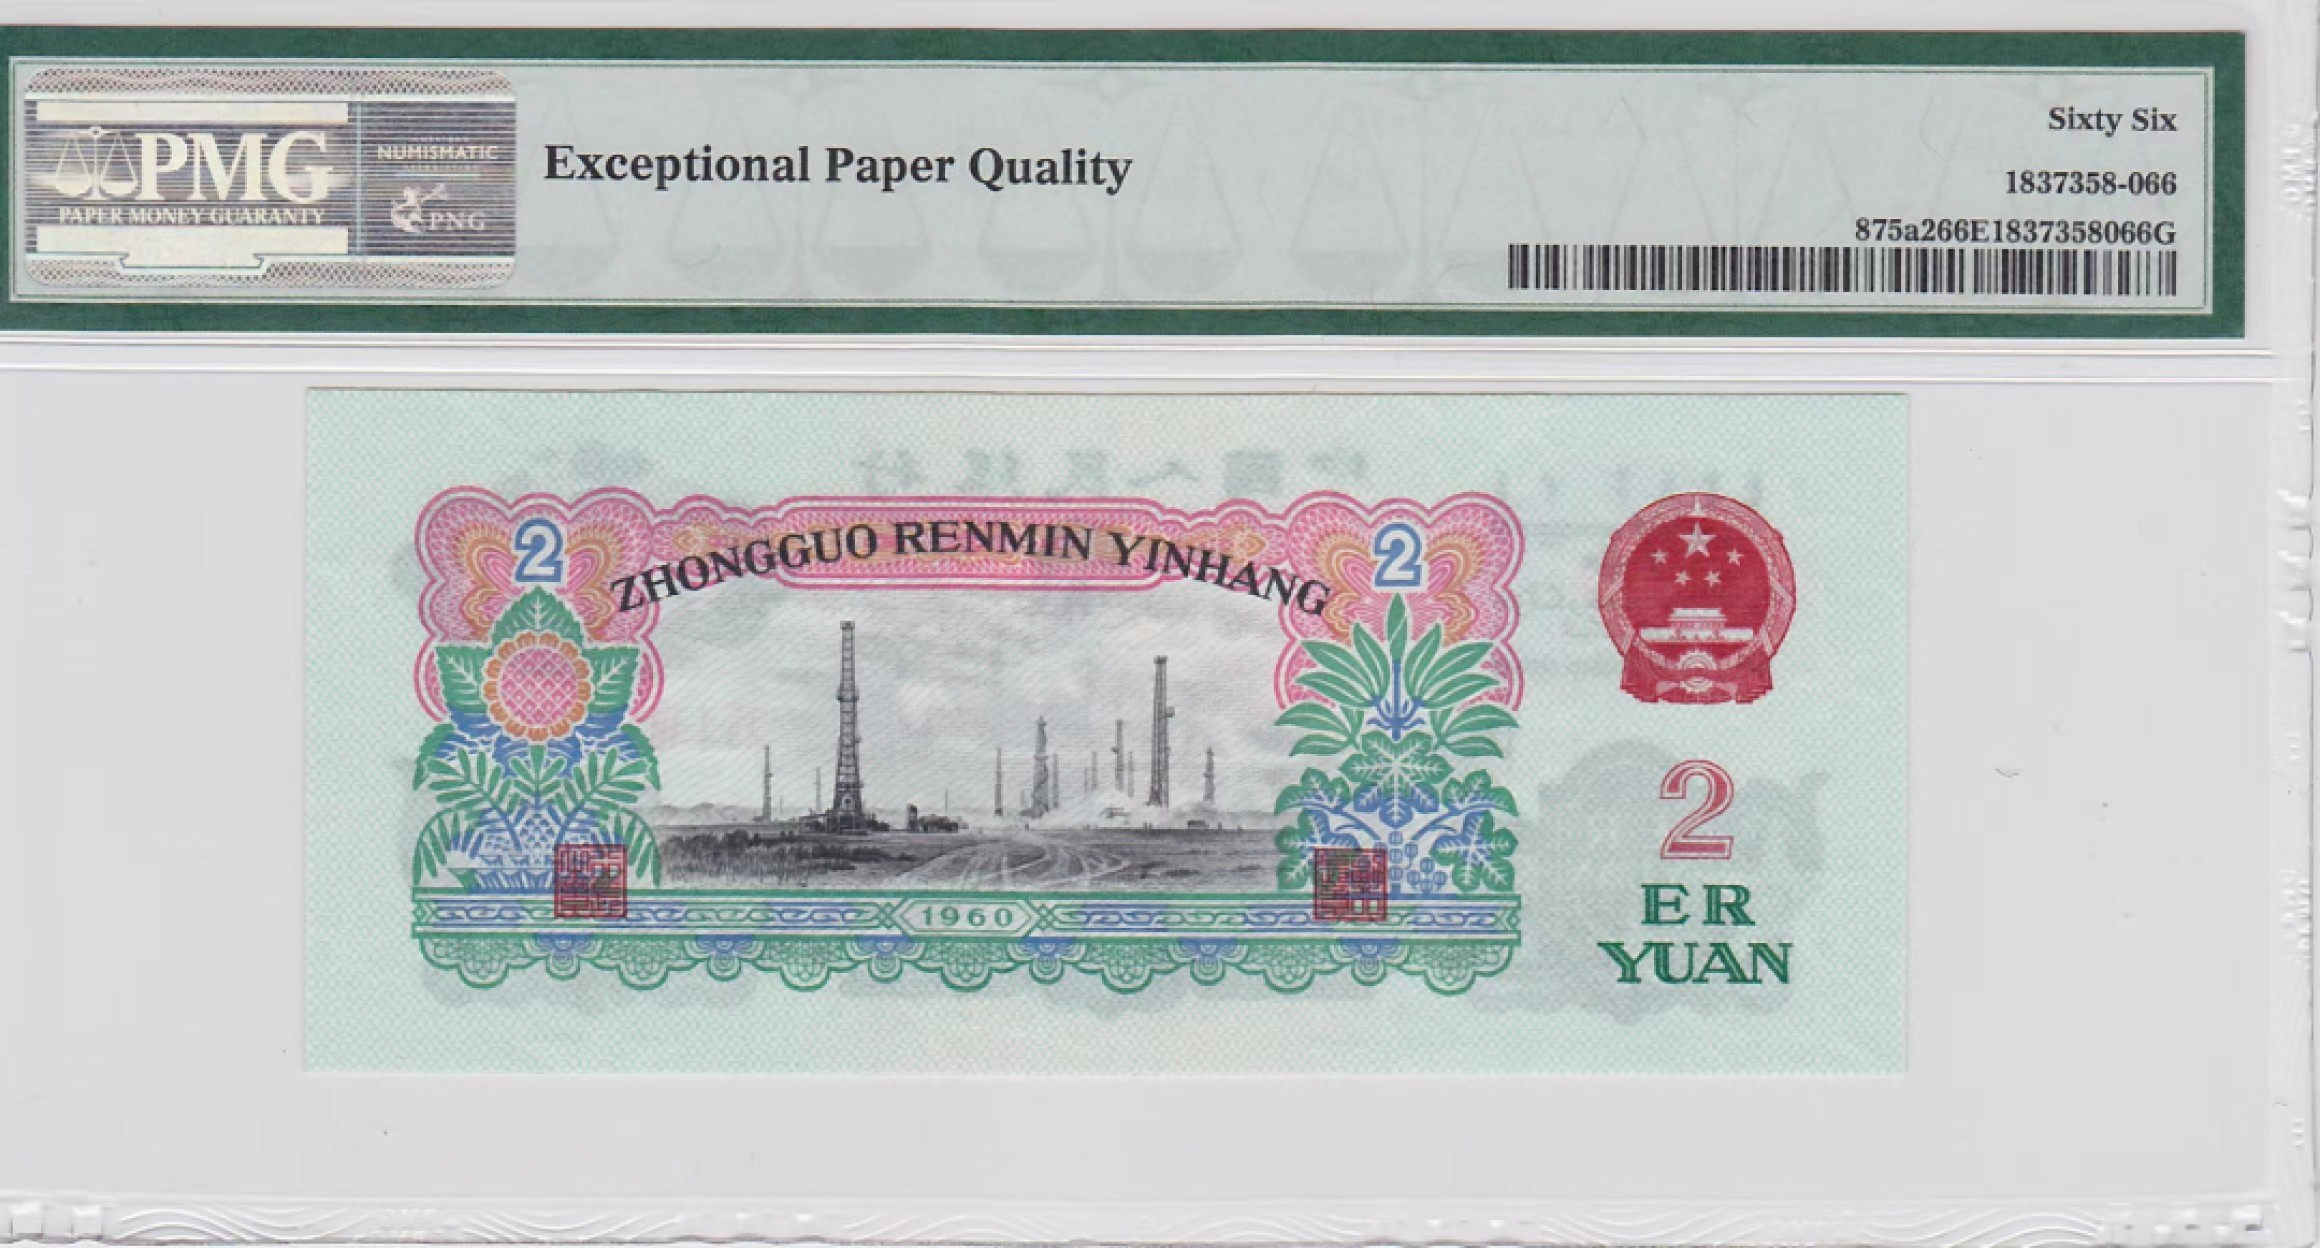 PMG
PAPER MONEY GUARANTY
NUMISMATIC
PNG
Exceptional Paper Quality
Sixty Six
1837358-066
875a266E1837358066G
2
ZHONGGUO RENMIN YINHANG
2
1960
2
ER
YUAN